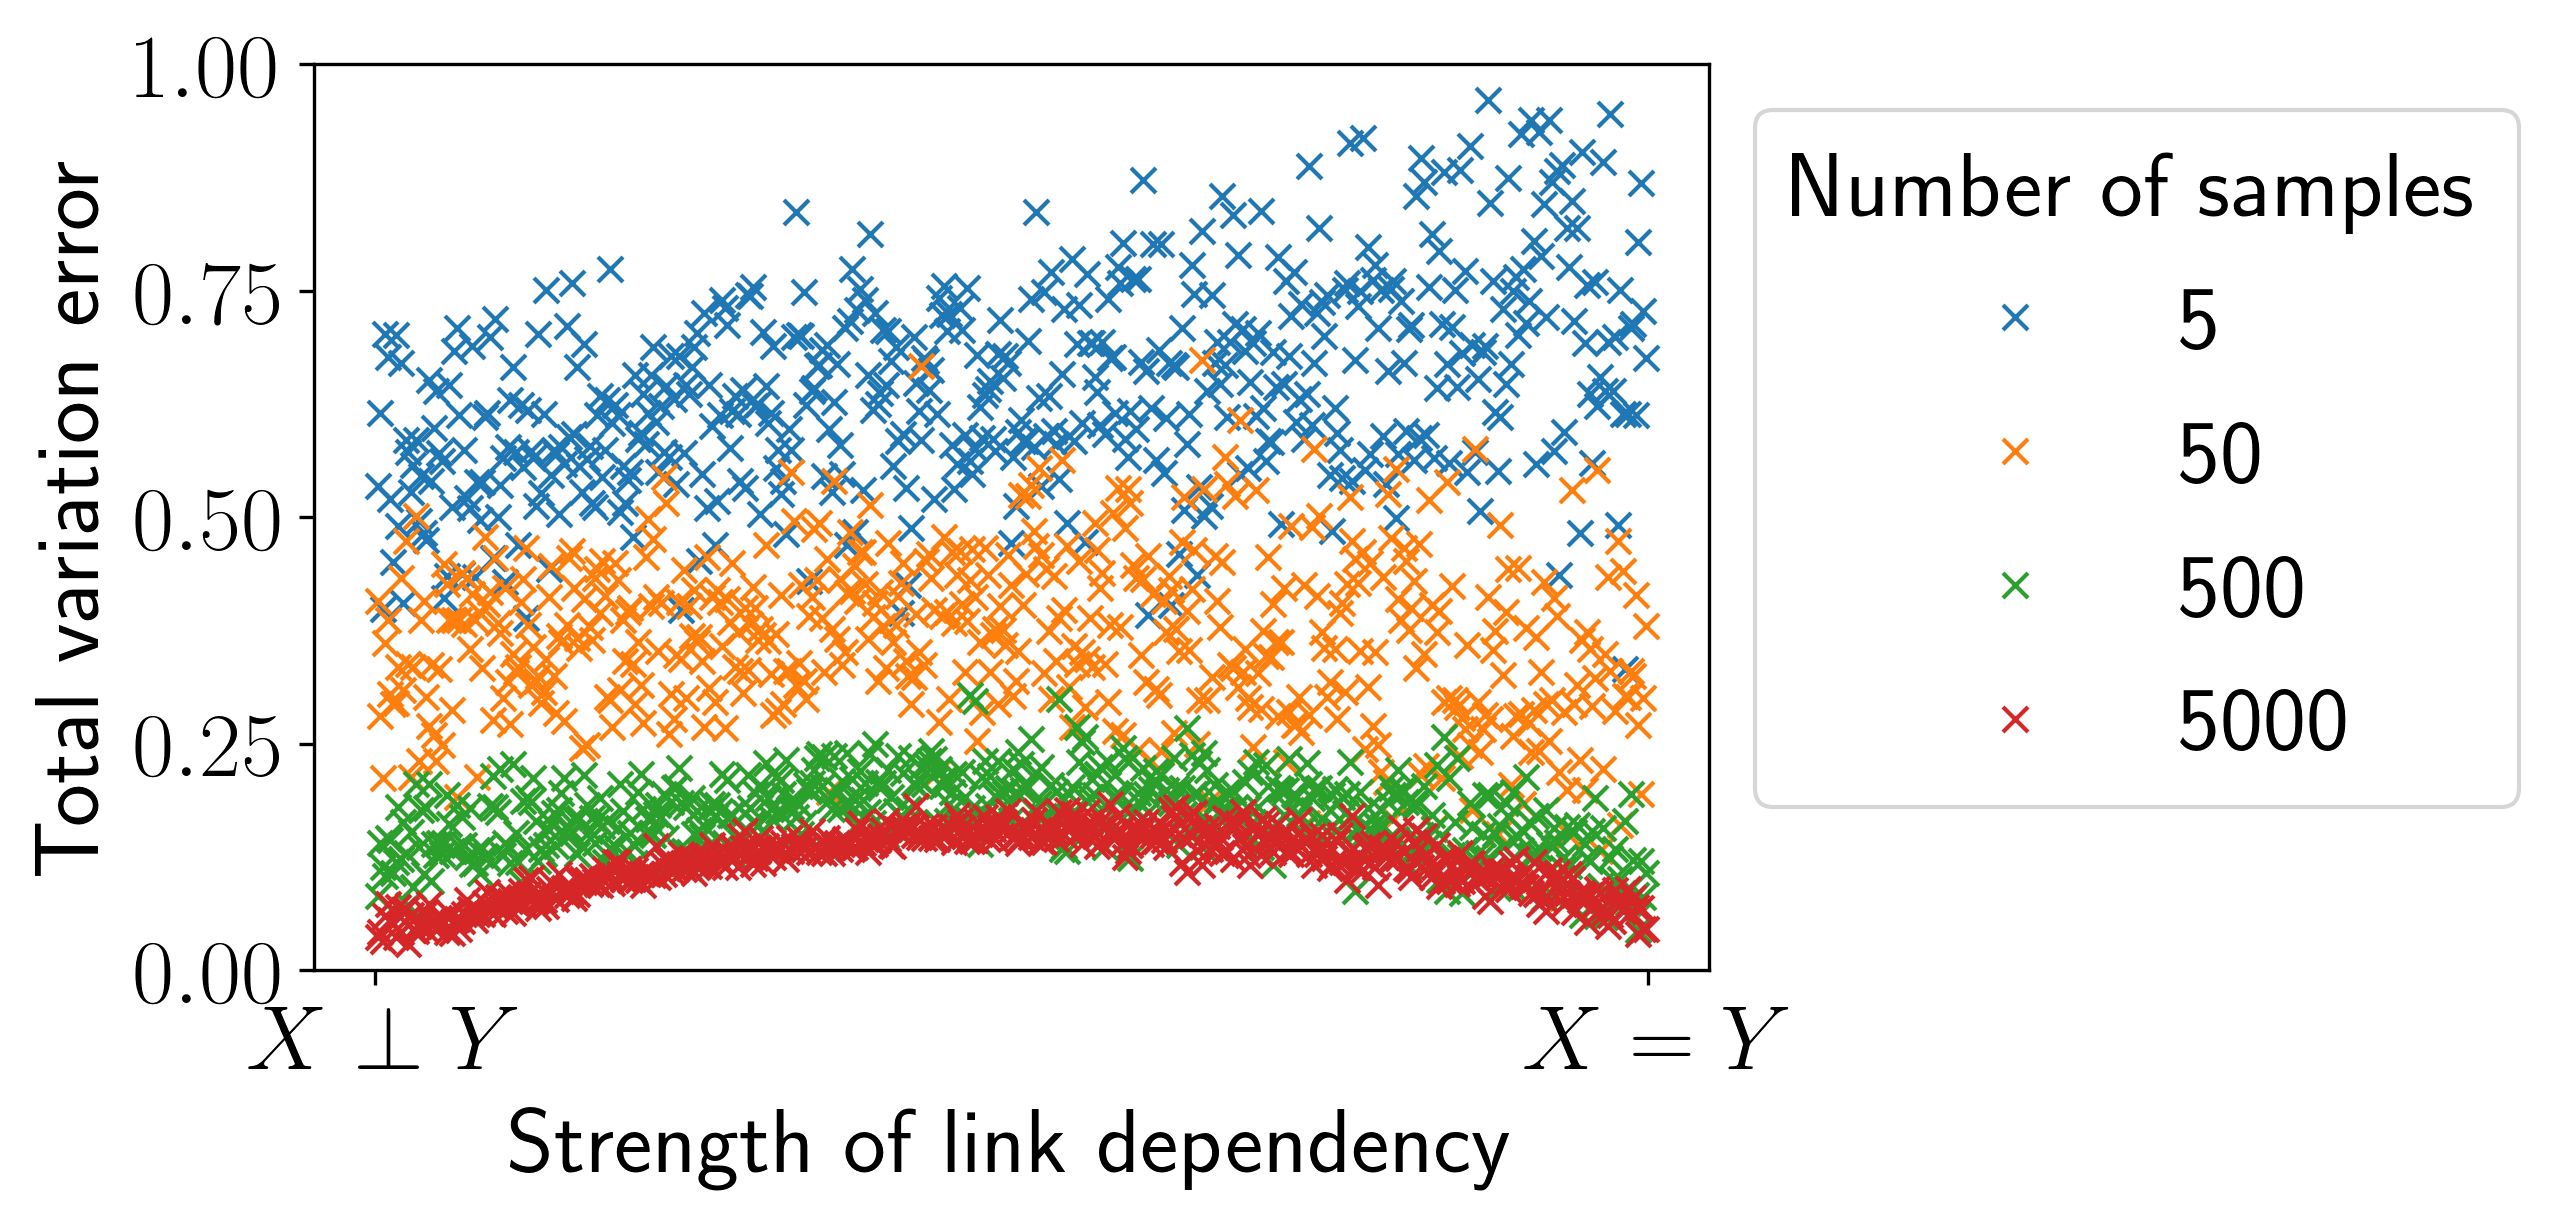 1.00
0.75
0.50
0.25
0.00
Total variation error
X ⊥ Y
X = Y
Strength of link dependency
Number of samples
5
50
500
5000